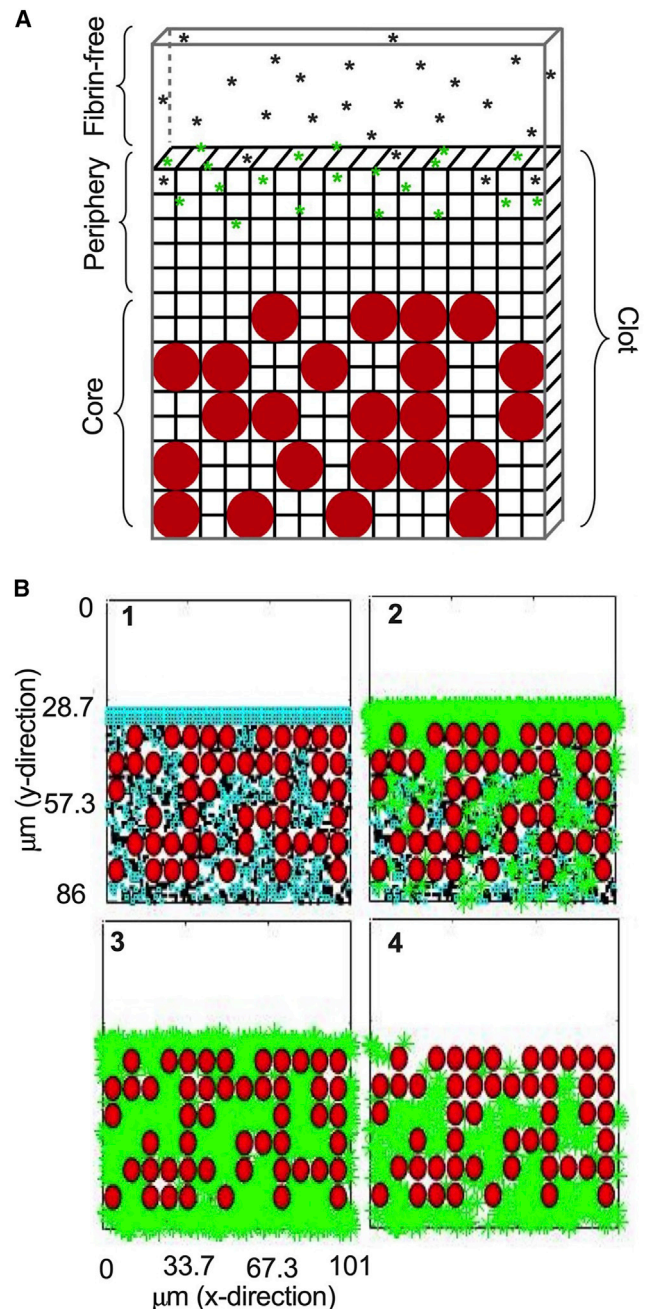 A
Fibrin-free
Periphery
Core
Clot
B
1
2
3
4
0
28.7
57.3
86
µm (y-direction)
0
33.7
67.3
101
µm (x-direction)